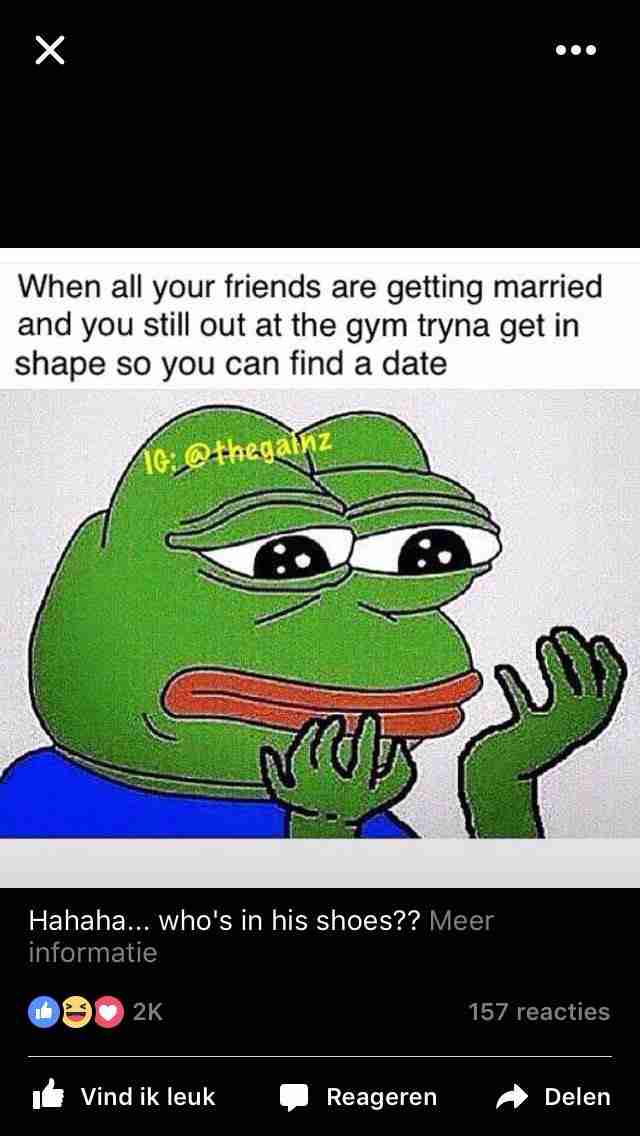 When all your friends are getting married
and you still out at the gym tryna get in
shape so you can find a date
IG: @thegainz
Hahaha... who's in his shoes?? Meer
informatie
2K
157 reacties
Vind ik leuk
Reageren
Delen